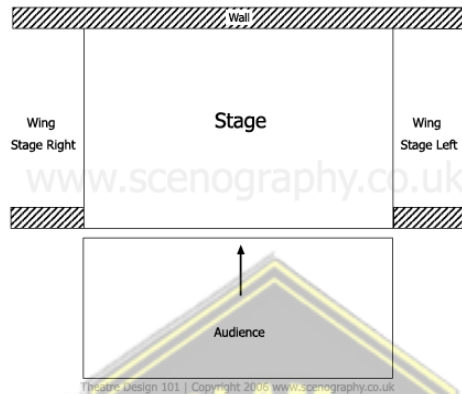 Wall
Stage
Wing
Stage Right
Wing
Stage Left
www.scenography.co.uk
Audience
Theatre Design 101 | Copyright 2006 www.scenography.co.uk